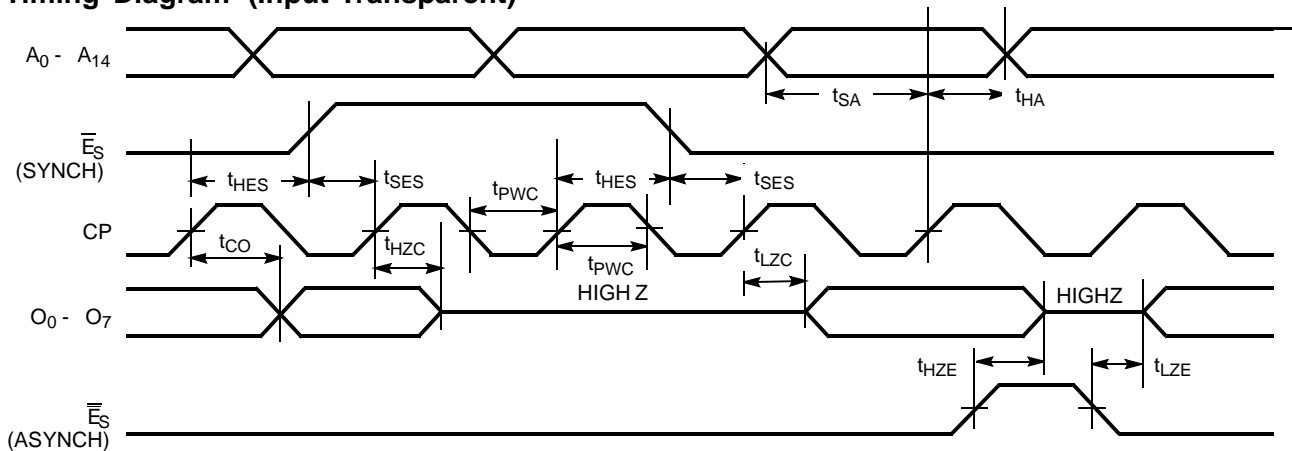 Timing Diagram (Input Transparent)
A0 - A14
tSA
tHA
ES
(SYNCH)
tHES
tSES
tPWC
tHES
tSES
CP
tCO
tHZC
tPWC
tLZC
HIGH Z
HIGHZ
O0 - O7
tHZE
tLZE
ES
(ASYNCH)